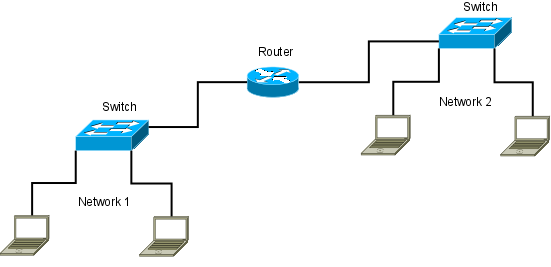 Switch
Router
Network 2
Switch
Network 1